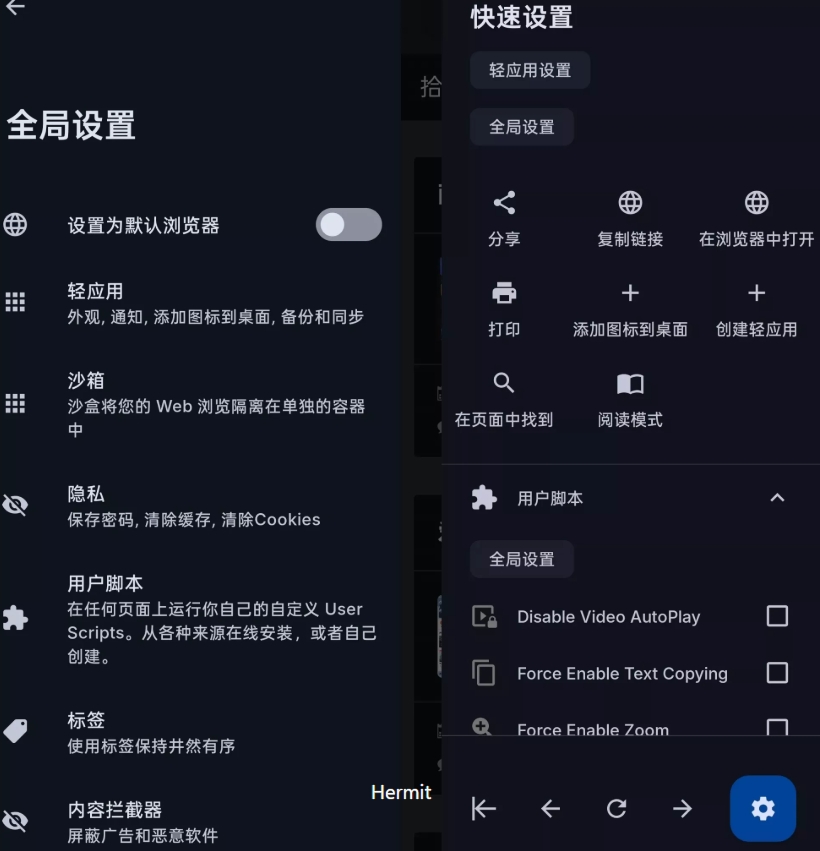 全局设置
设置为默认浏览器
轻应用
外观, 通知, 添加图标到桌面, 备份和同步
沙箱
沙盒将您的 Web 浏览隔离在单独的容器
中
隐私
保存密码, 清除缓存, 清除Cookies
用户脚本
在任何页面上运行你自己的自定义 User
Scripts。从各种来源在线安装，或者自己
创建。
标签
使用标签保持井然有序
内容拦截器
屏蔽广告和恶意软件
Hermit
拾
快速设置
轻应用设置
全局设置
分享
复制链接
在浏览器中打开
打印
添加图标到桌面
创建轻应用
在页面中找到
阅读模式
用户脚本
全局设置
Disable Video AutoPlay
Force Enable Text Copying
Force Enable Zoom